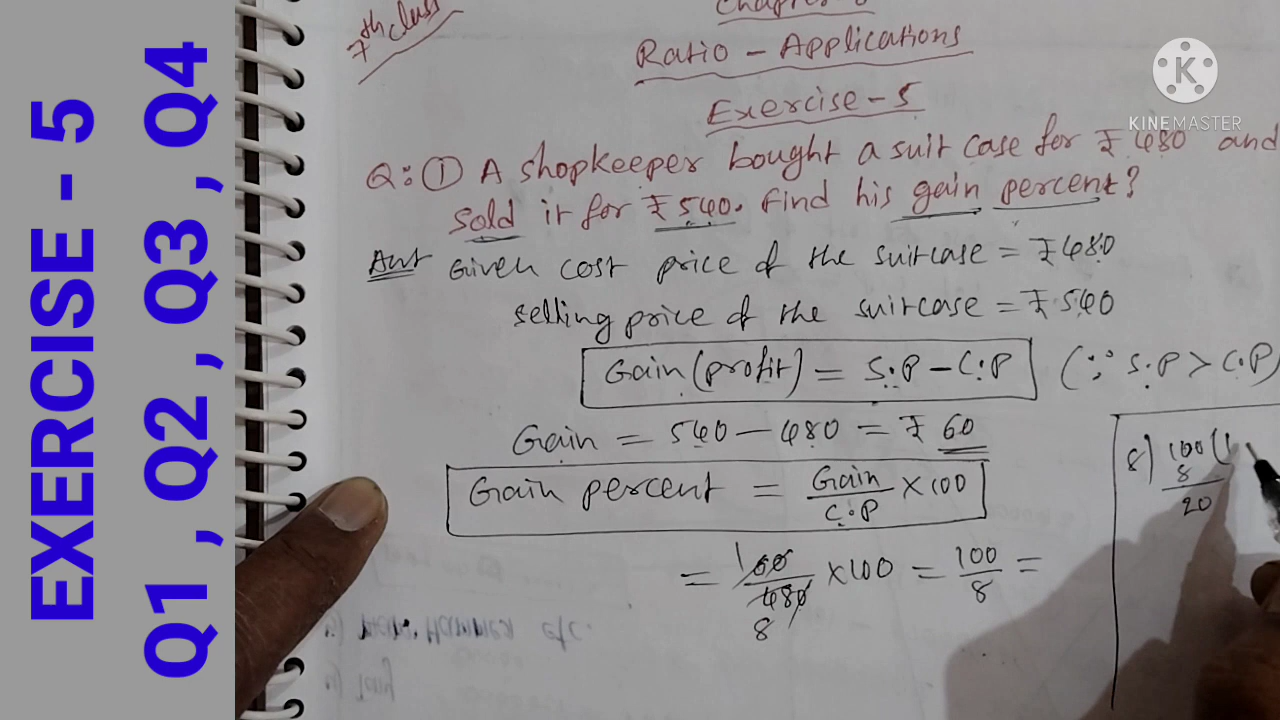 EXERCISE - 5
Q1 , Q2 , Q3 , Q4
7th class
Ratio - Applications
Exercise - 5
KINEMASTER
Q: ① A shopkeeper bought a suit case for ₹ 480 and
sold it for ₹ 540. Find his gain percent?
Given cost price of the suitcase = ₹ 480
selling price of the suitcase = ₹ 540
Gain (profit) = S.P - C.P (∵ S.P > C.P)
Gain = 540 - 480 = ₹ 60
Gain percent = Gain/C.P X 100
= 60/480 X 100 = 100/8 =
1
8
8) 100 (1
8
20